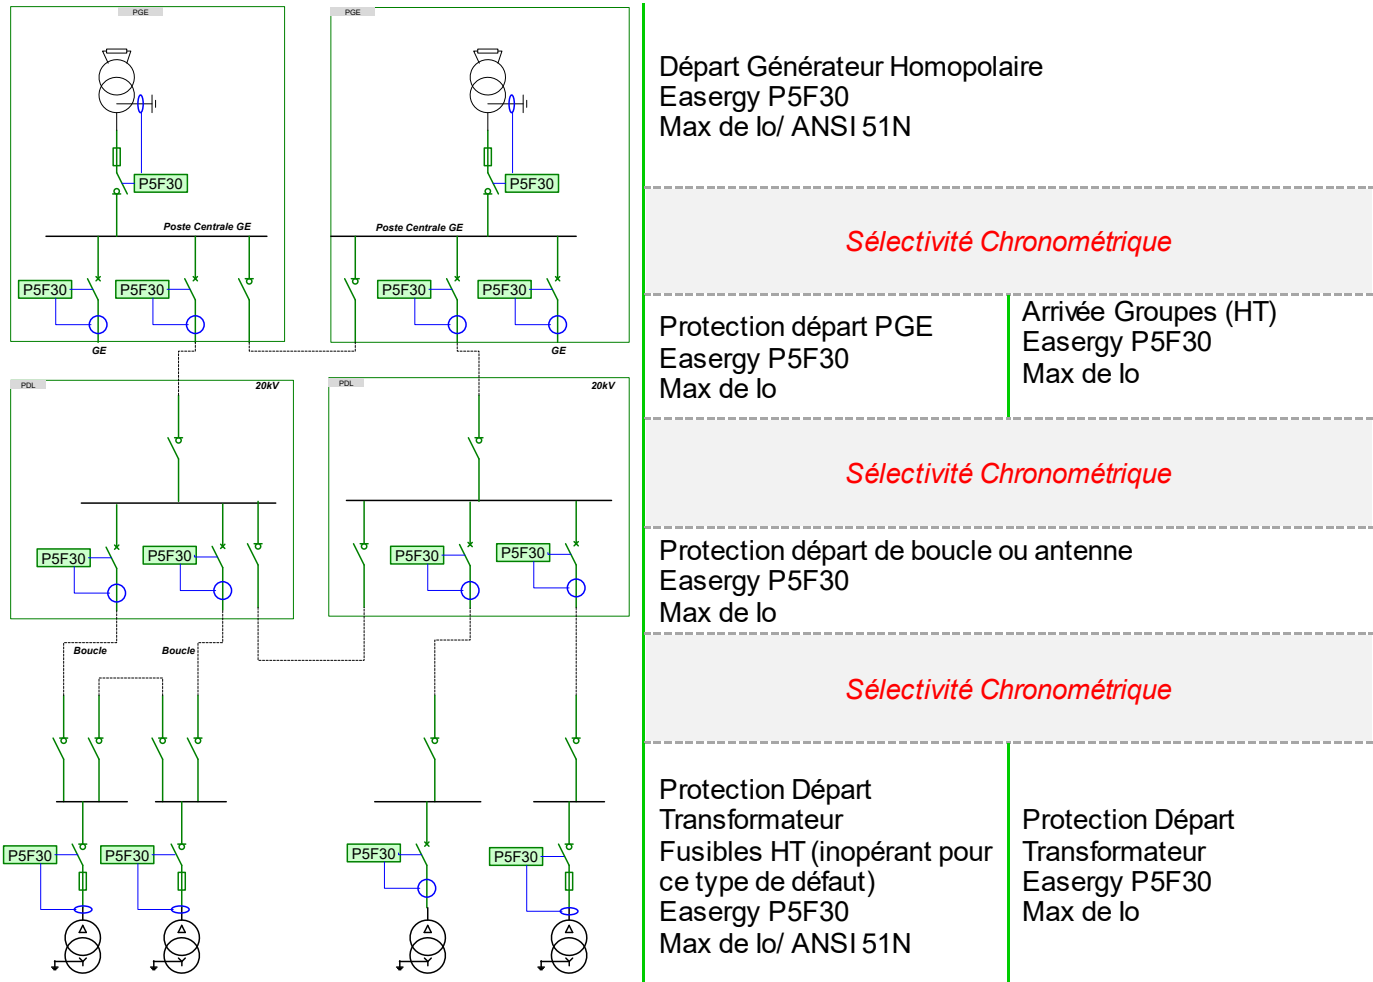 PGE
PGE
P5F30
P5F30
Poste Centrale GE
Poste Centrale GE
P5F30
P5F30
P5F30
P5F30
GE
GE
PDL
20kV
PDL
20kV
P5F30
P5F30
P5F30
P5F30
Boucle
Boucle
P5F30
P5F30
P5F30
P5F30
Départ Générateur Homopolaire
Easergy P5F30
Max de Io/ ANSI 51N
Sélectivité Chronométrique
Protection départ PGE
Easergy P5F30
Max de Io
Arrivée Groupes (HT)
Easergy P5F30
Max de Io
Sélectivité Chronométrique
Protection départ de boucle ou antenne
Easergy P5F30
Max de Io
Sélectivité Chronométrique
Protection Départ
Transformateur
Fusibles HT (inopérant pour
ce type de défaut)
Easergy P5F30
Max de Io/ ANSI 51N
Protection Départ
Transformateur
Easergy P5F30
Max de Io